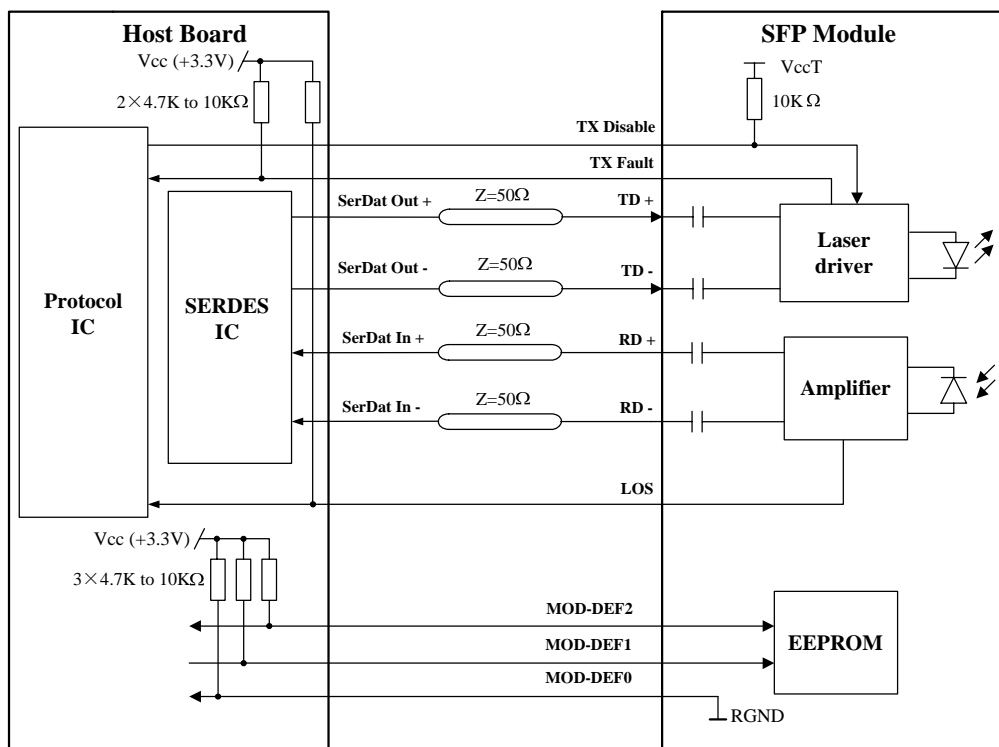 Host Board
SFP Module
Vcc (+3.3V)
VccT
2×4.7K to 10KΩ
10K Ω
TX Disable
TX Fault
SerDat Out +
Z=50Ω
TD +
Laser
driver
SerDat Out -
Z=50Ω
TD -
Protocol
IC
SERDES
IC
SerDat In +
Z=50Ω
RD +
Amplifier
SerDat In -
Z=50Ω
RD -
LOS
Vcc (+3.3V)
3×4.7K to 10KΩ
MOD-DEF2
EEPROM
MOD-DEF1
MOD-DEF0
RGND